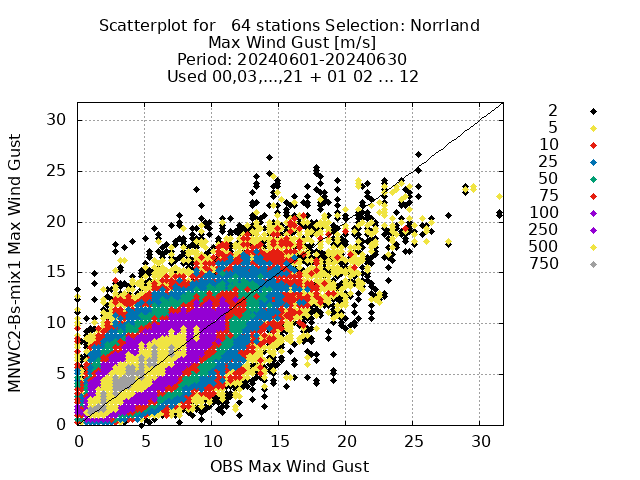 Scatterplot for   64 stations Selection: Norrland
Max Wind Gust [m/s]
Period: 20240601-20240630
Used 00,03,...,21 + 01 02 ... 12
MNWC2-Bs-mix1 Max Wind Gust
30
25
20
15
10
5
0
0 5 10 15 20 25 30
OBS Max Wind Gust
2
5
10
25
50
75
100
250
500
750